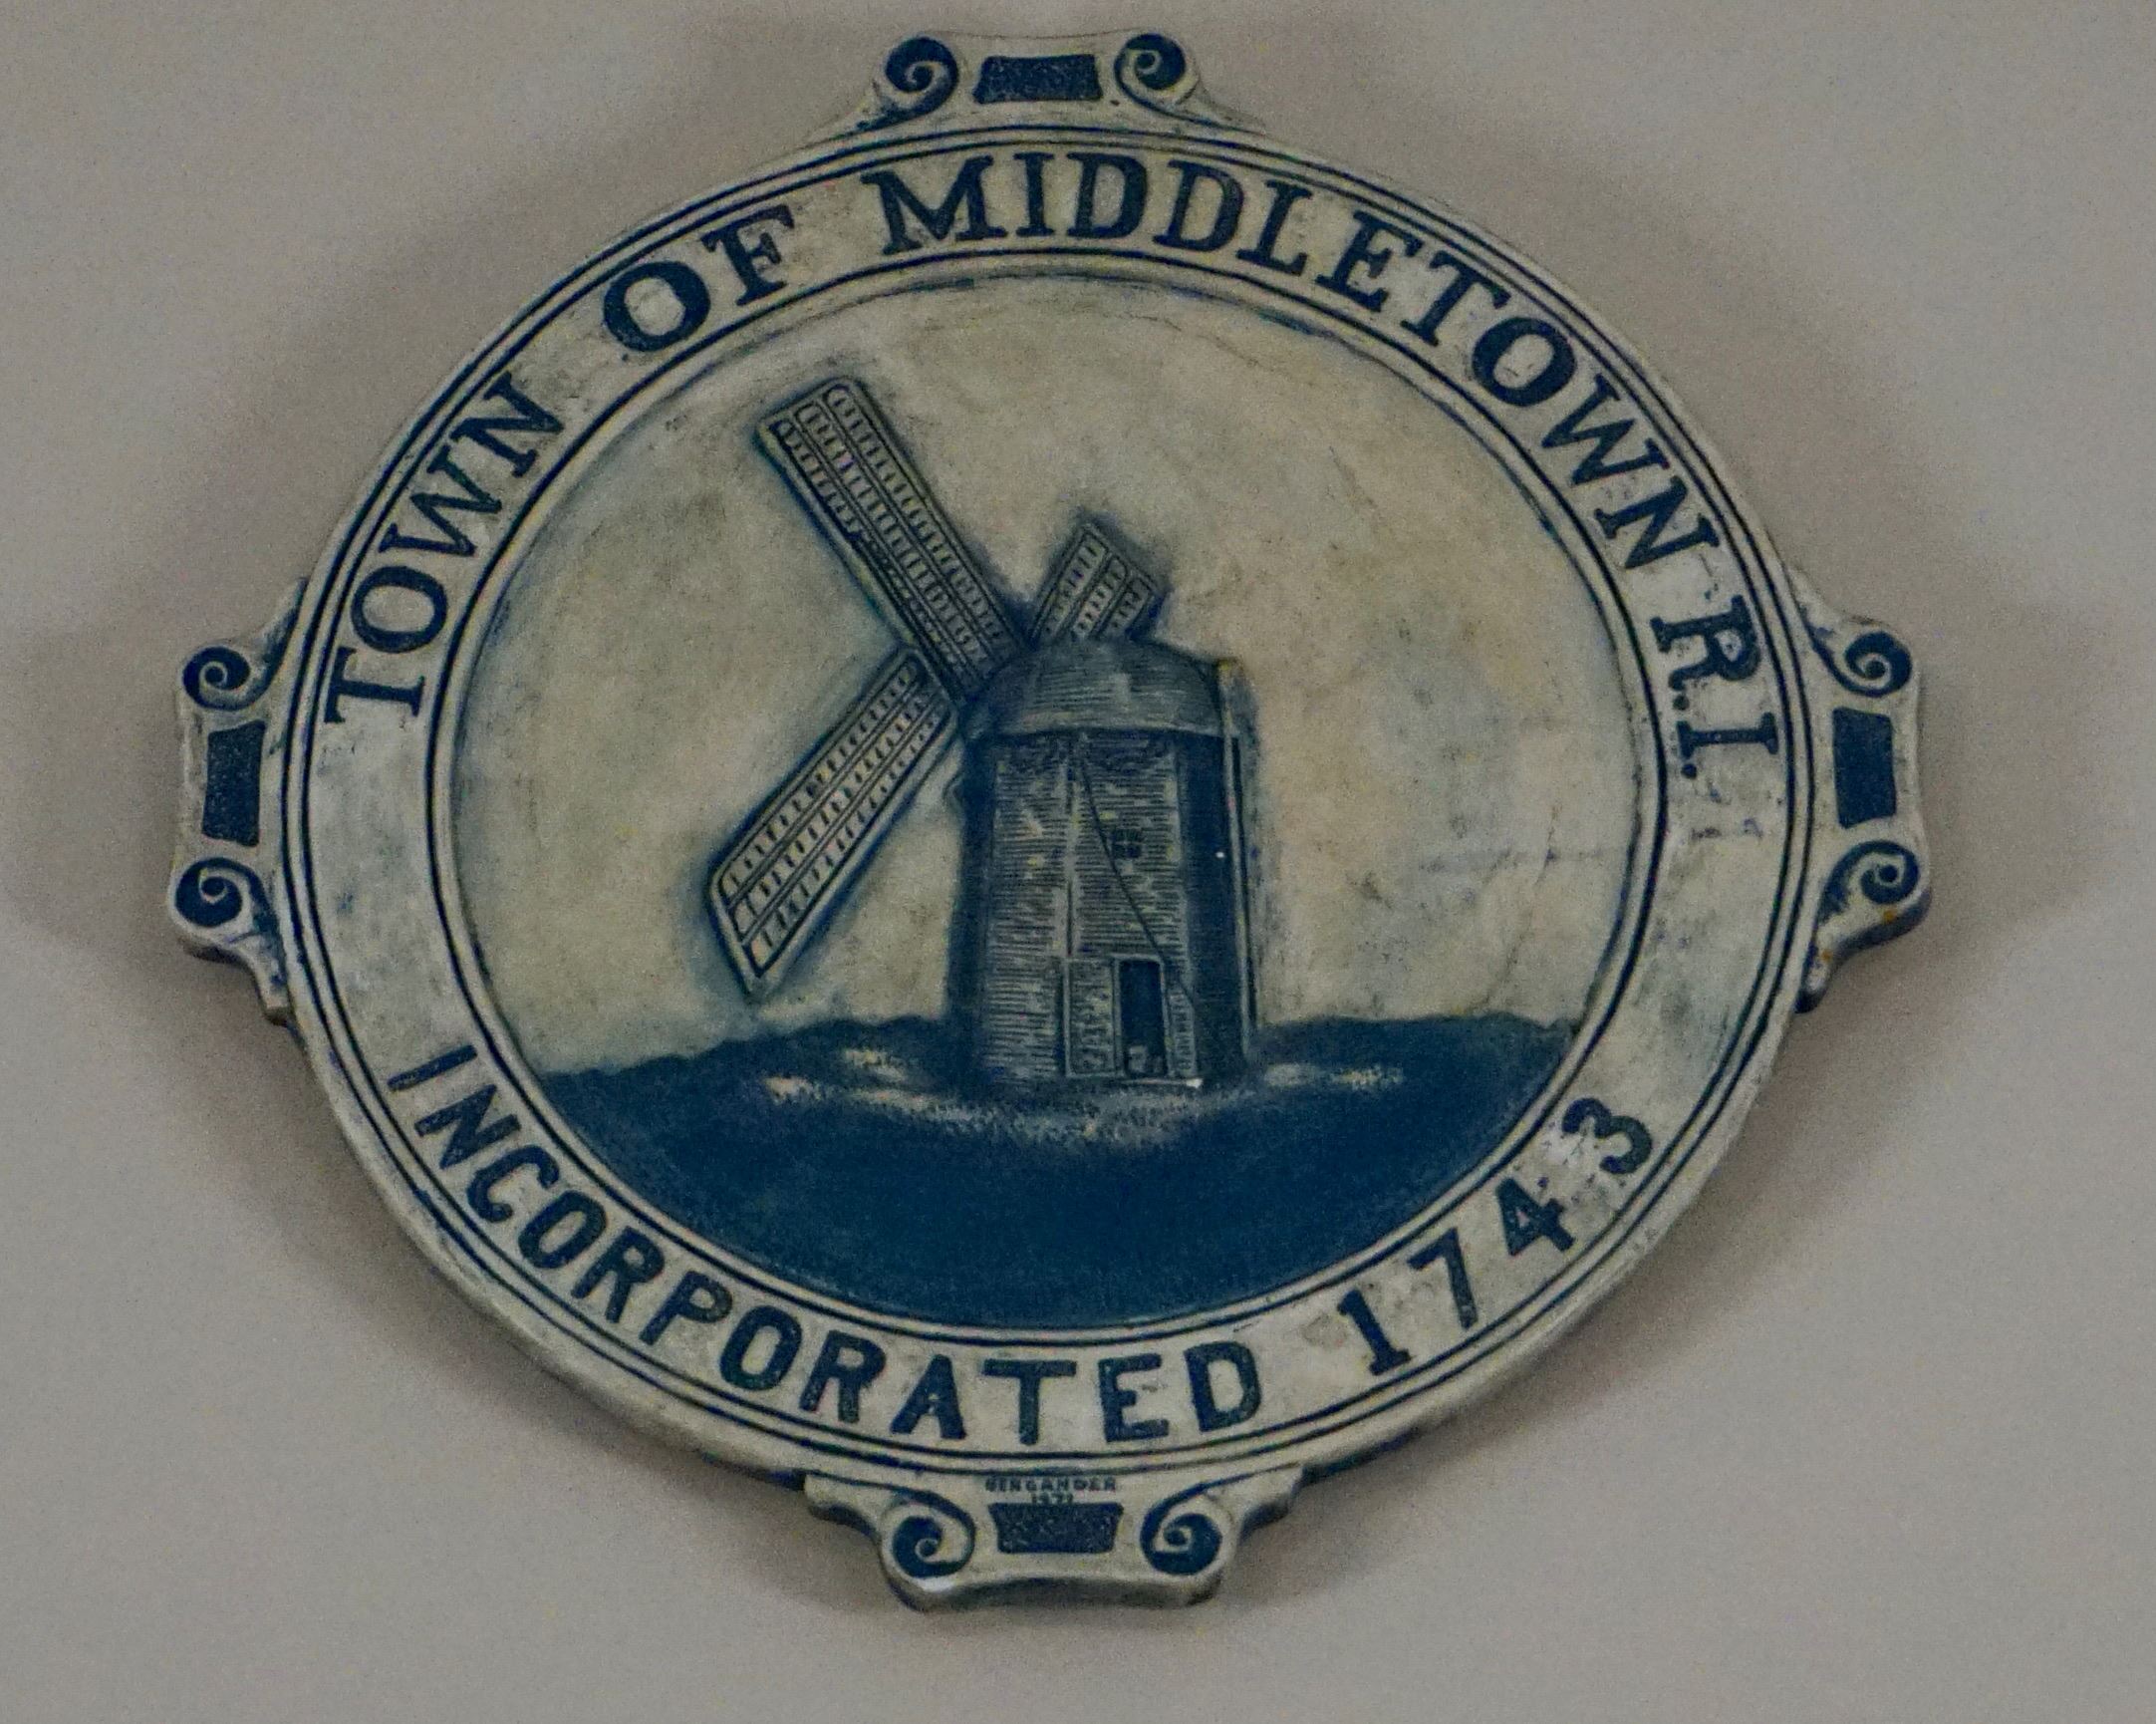 TOWN OF MIDDLETOWN R.I.
INCORPORATED 1743